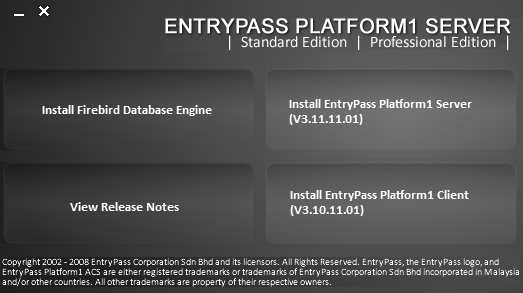 ENTRYPASS PLATFORM1 SERVER
| Standard Edition | Professional Edition |
Install Firebird Database Engine
Install EntryPass Platform1 Server
(V3.11.11.01)
View Release Notes
Install EntryPass Platform1 Client
(V3.10.11.01)
Copyright 2002 - 2008 EntryPass Corporation Sdn Bhd and its licensors. All Rights Reserved. EntryPass, the EntryPass logo, and
EntryPass Platform1 ACS are either registered trademarks or trademarks of EntryPass Corporation Sdn Bhd incorporated in Malaysia
and/or other countries. All other trademarks are property of their respective owners.